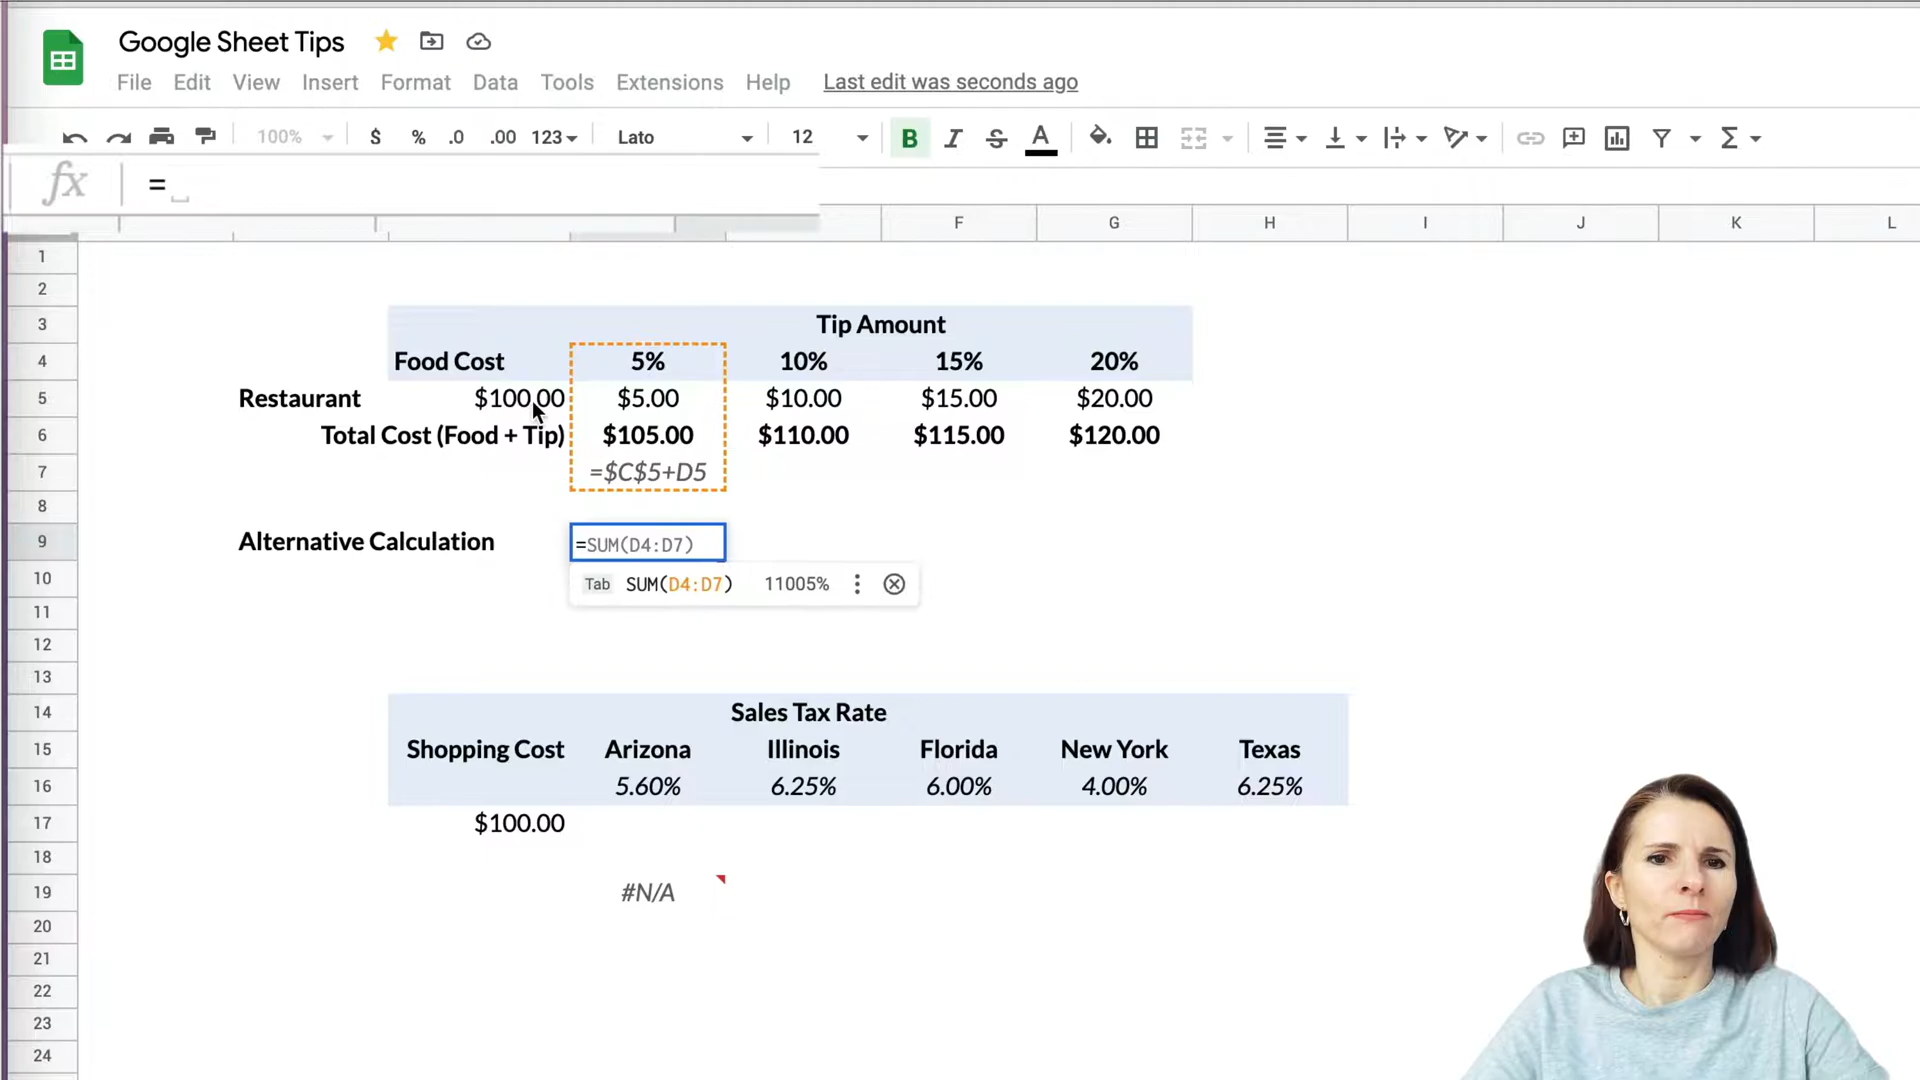 Google Sheet Tips
File Edit View Insert Format Data Tools Extensions Help Last edit was seconds ago
100% $ % .0 .00 123 Lato 12 B I S A Σ
fx =
F G H I J K L
1
2
3 Tip Amount
4 Food Cost 5% 10% 15% 20%
5 Restaurant $100.00 $5.00 $10.00 $15.00 $20.00
6 Total Cost (Food + Tip) $105.00 $110.00 $115.00 $120.00
7 =$C$5+D5
8
9 Alternative Calculation =SUM(D4:D7)
10 Tab SUM(D4:D7) 11005%
11
12
13
14 Sales Tax Rate
15 Shopping Cost Arizona Illinois Florida New York Texas
16 5.60% 6.25% 6.00% 4.00% 6.25%
17 $100.00
18
19 #N/A
20
21
22
23
24